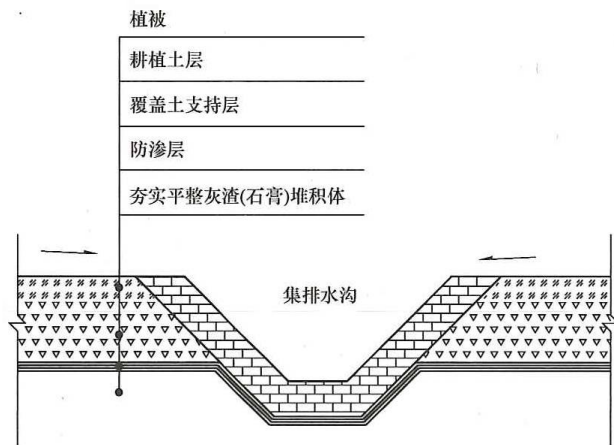 植被
耕植土层
覆盖土支持层
防渗层
夯实平整灰渣(石膏)堆积体
集排水沟